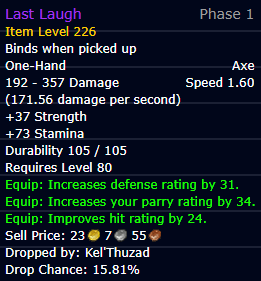 Last Laugh Phase 1
Item Level 226
Binds when picked up
One-Hand Axe
192 - 357 Damage Speed 1.60
(171.56 damage per second)
+37 Strength
+73 Stamina
Durability 105 / 105
Requires Level 80
Equip: Increases defense rating by 31.
Equip: Increases your parry rating by 34.
Equip: Improves hit rating by 24.
Sell Price: 23 7 55
Dropped by: Kel'Thuzad
Drop Chance: 15.81%